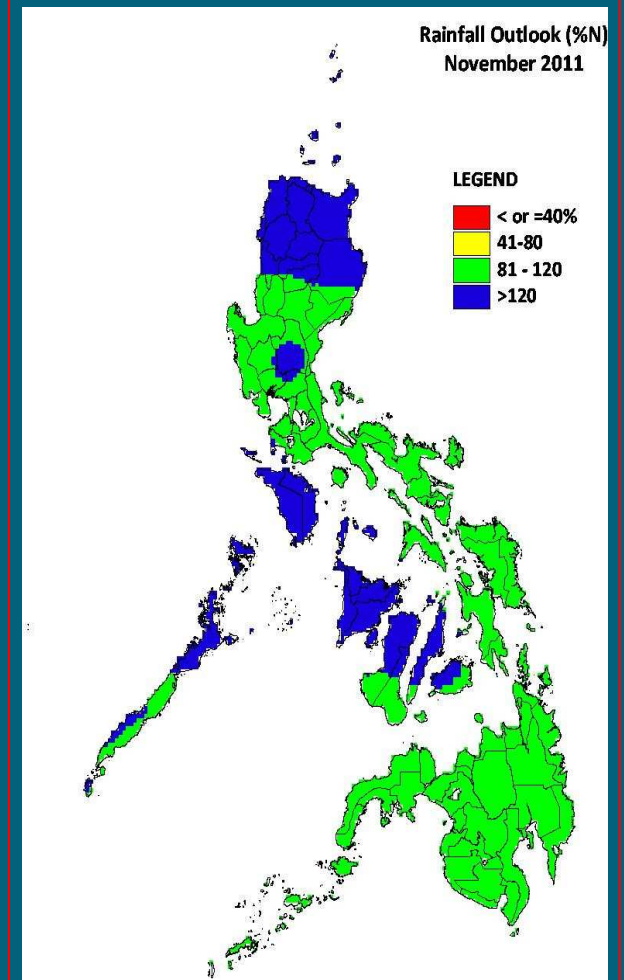 Rainfall Outlook (%N)
November 2011
LEGEND
< or =40%
41-80
81 - 120
>120